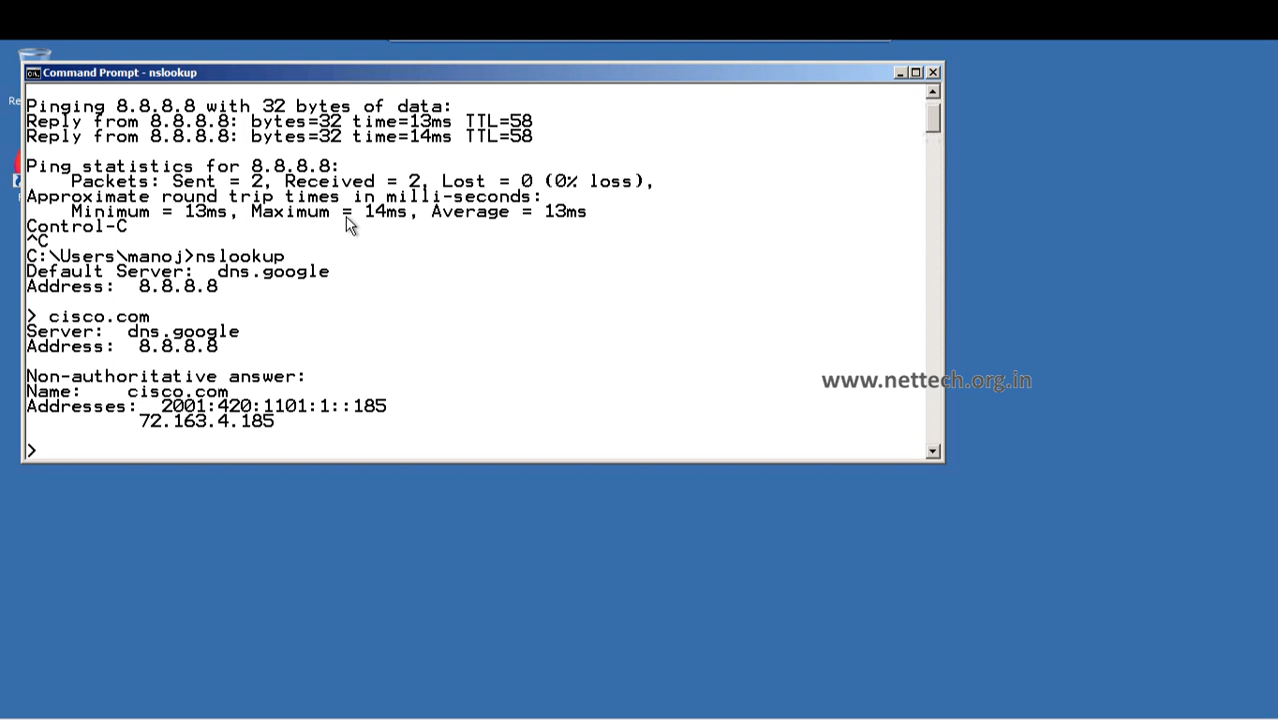 Command Prompt - nslookup
Re
Pinging 8.8.8.8 with 32 bytes of data:
Reply from 8.8.8.8: bytes=32 time=13ms TTL=58
Reply from 8.8.8.8: bytes=32 time=14ms TTL=58
Ping statistics for 8.8.8.8:
Packets: Sent = 2, Received = 2, Lost = 0 (0% loss),
Approximate round trip times in milli-seconds:
Minimum = 13ms, Maximum = 14ms, Average = 13ms
Control-C
^C
C:\Users\manoj>nslookup
Default Server:  dns.google
Address:  8.8.8.8
> cisco.com
Server:  dns.google
Address:  8.8.8.8
Non-authoritative answer:
Name:    cisco.com
Addresses:  2001:420:1101:1::185
72.163.4.185
>
www.nettech.org.in